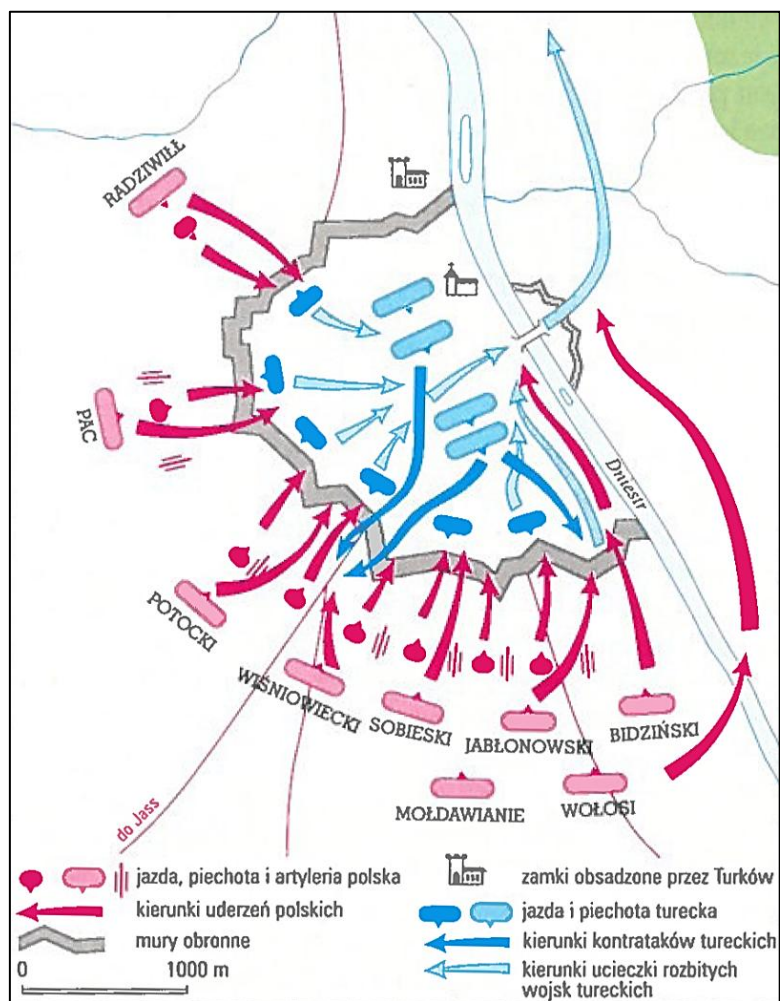 RADZIWIŁŁ
PAC
POTOCKI
WIŚNIOWIECKI
SOBIESKI
JABŁONOWSKI
BIDZIŃSKI
MOŁDAWIANIE
WOŁOSI
Dniestr
do Jass
jazda, piechota i artyleria polska
kierunki uderzeń polskich
mury obronne
0 1000 m
zamki obsadzone przez Turków
jazda i piechota turecka
kierunki kontrataków tureckich
kierunki ucieczki rozbitych
wojsk tureckich